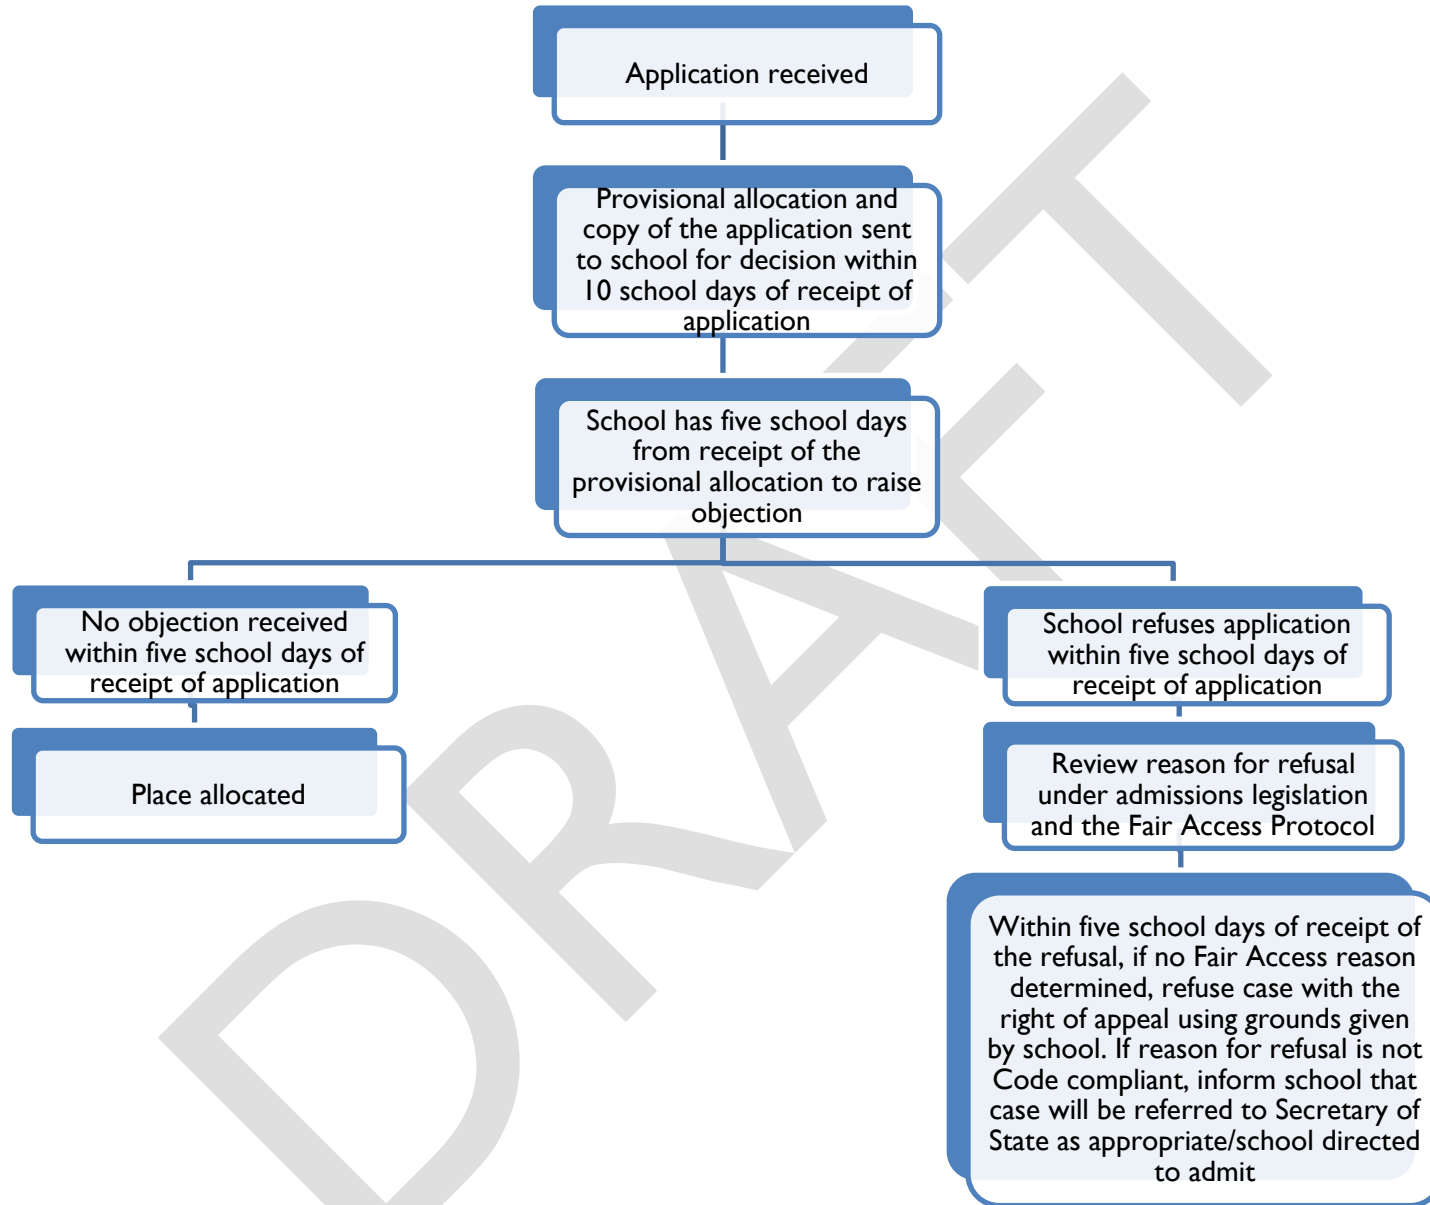 Application received
Provisional allocation and
copy of the application sent
to school for decision within
10 school days of receipt of
application
School has five school days
from receipt of the
provisional allocation to raise
objection
No objection received
within five school days of
receipt of application
Place allocated
School refuses application
within five school days of
receipt of application
Review reason for refusal
under admissions legislation
and the Fair Access Protocol
Within five school days of receipt of
the refusal, if no Fair Access reason
determined, refuse case with the
right of appeal using grounds given
by school. If reason for refusal is not
Code compliant, inform school that
case will be referred to Secretary of
State as appropriate/school directed
to admit
DRAFT